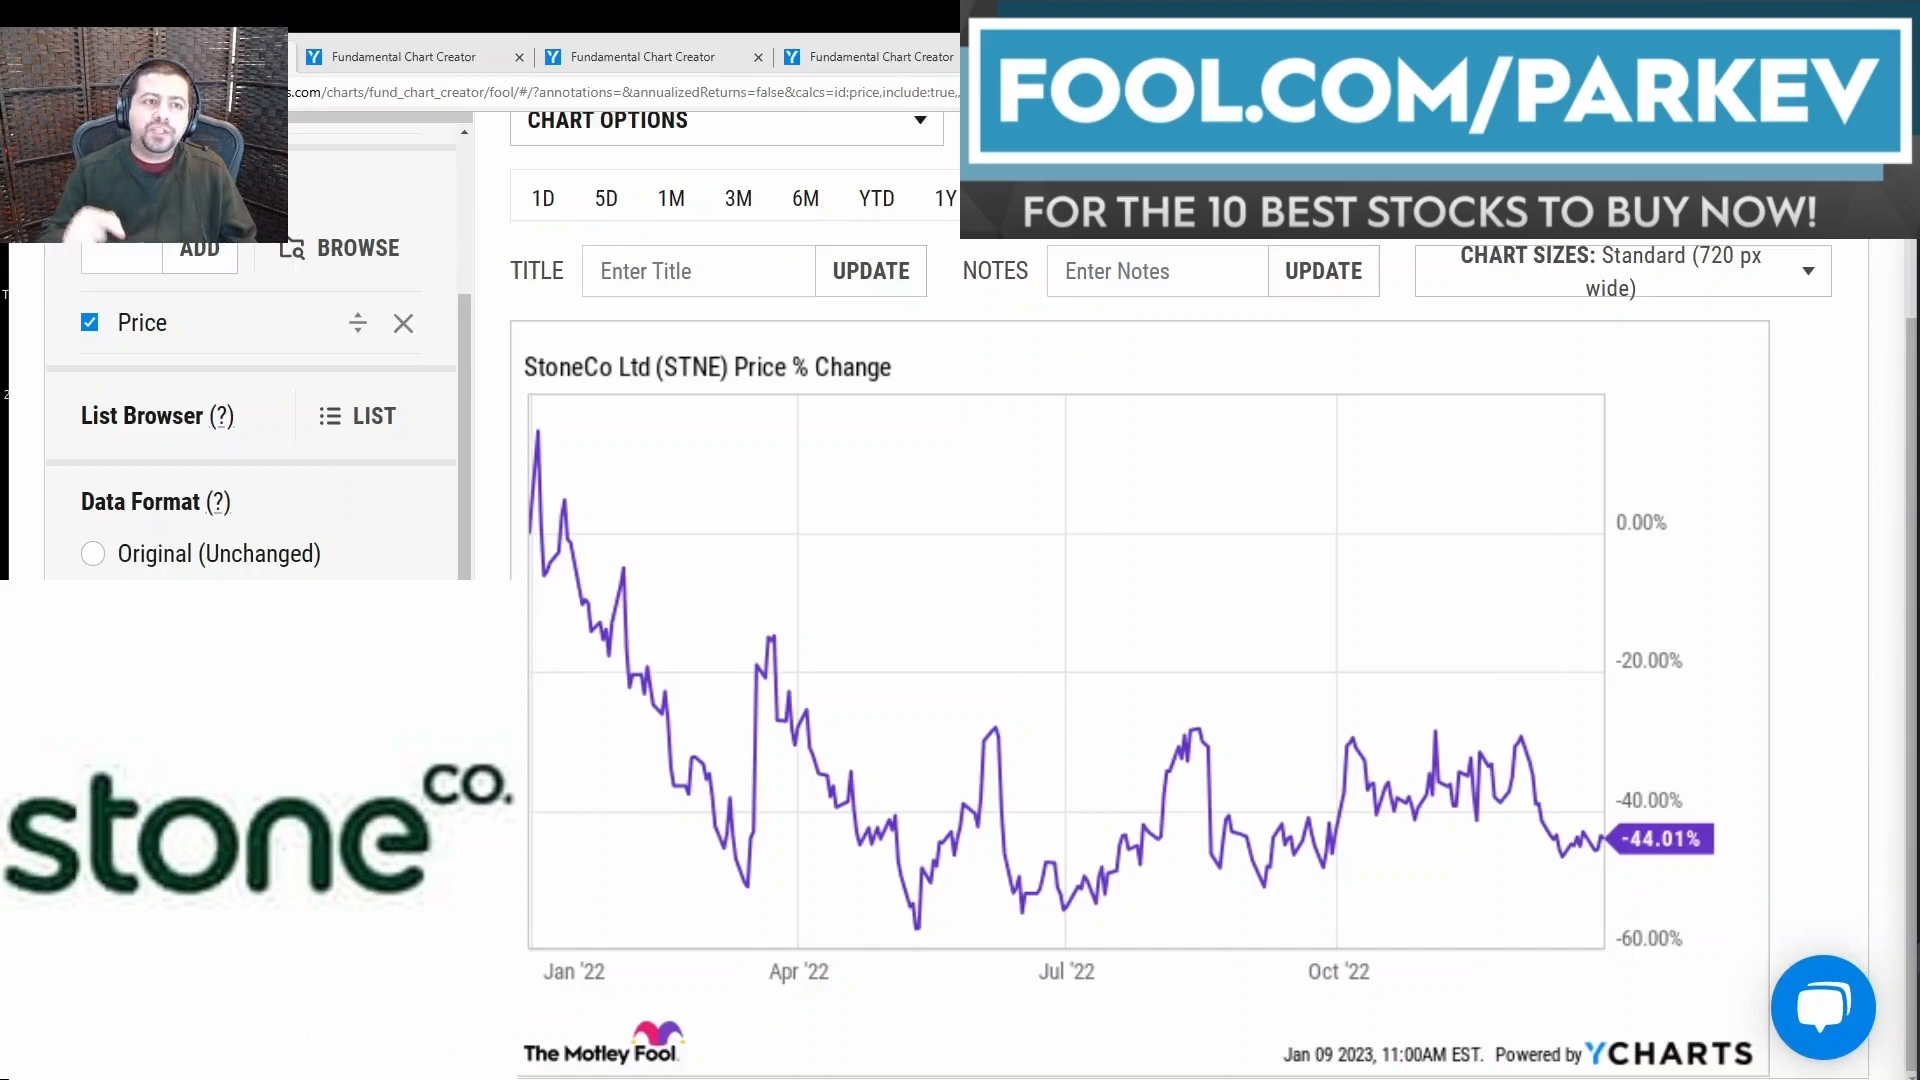 Fundamental Chart Creator
Fundamental Chart Creator
Fundamental Chart Creator
s.com/charts/fund_chart_creator/fool/#/?annotations=&annualizedReturns=false&calcs=id:price,include:true,
FOOL.COM/PARKEV
FOR THE 10 BEST STOCKS TO BUY NOW!
CHART OPTIONS
1D 5D 1M 3M 6M YTD 1Y
ADD BROWSE
TITLE Enter Title UPDATE NOTES Enter Notes UPDATE CHART SIZES: Standard (720 px
wide)
Price
List Browser (?) LIST
Data Format (?)
Original (Unchanged)
StoneCo Ltd (STNE) Price % Change
0.00%
-20.00%
-40.00%
-44.01%
-60.00%
Jan '22 Apr '22 Jul '22 Oct '22
stone co.
The Motley Fool.
Jan 09 2023, 11:00AM EST. Powered by YCHARTS